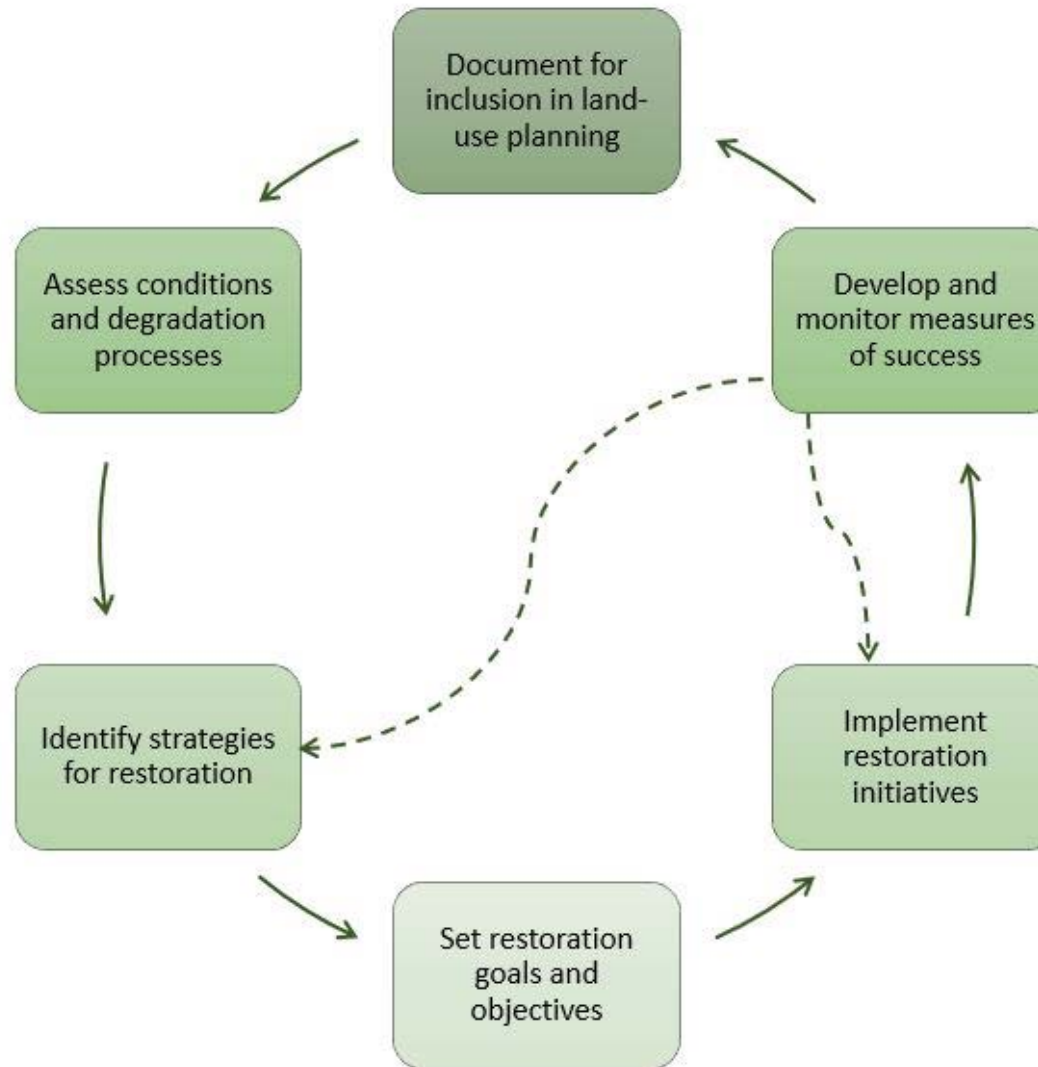 Document for
inclusion in land-
use planning
Assess conditions
and degradation
processes
Develop and
monitor measures
of success
Identify strategies
for restoration
Implement
restoration
initiatives
Set restoration
goals and
objectives